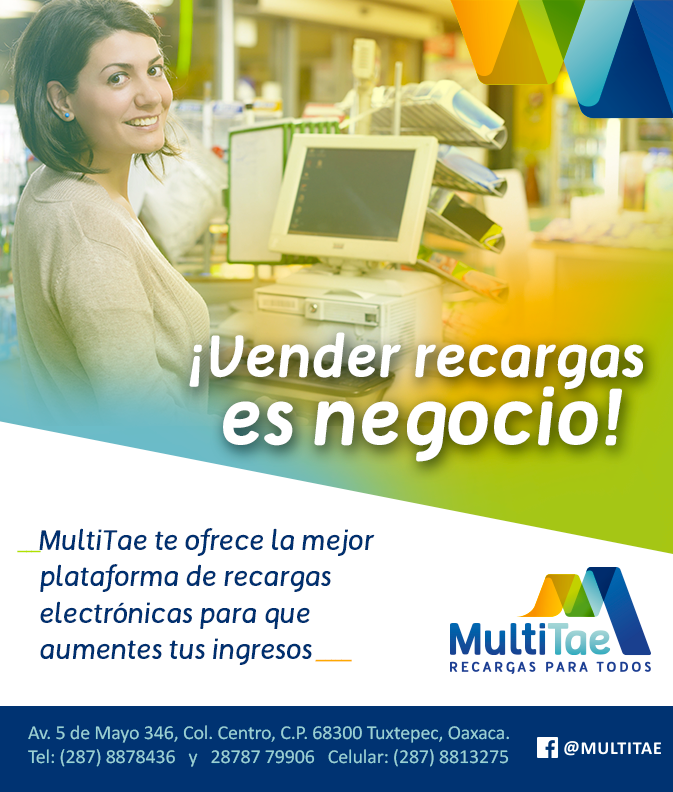 ¡Vender recargas
es negocio!
MultiTae te ofrece la mejor
plataforma de recargas
electrónicas para que
aumentes tus ingresos
MultiTae
RECARGAS PARA TODOS
Av. 5 de Mayo 346, Col. Centro, C.P. 68300 Tuxtepec, Oaxaca.
Tel: (287) 8878436 y 28787 79906 Celular: (287) 8813275
@MULTITAE